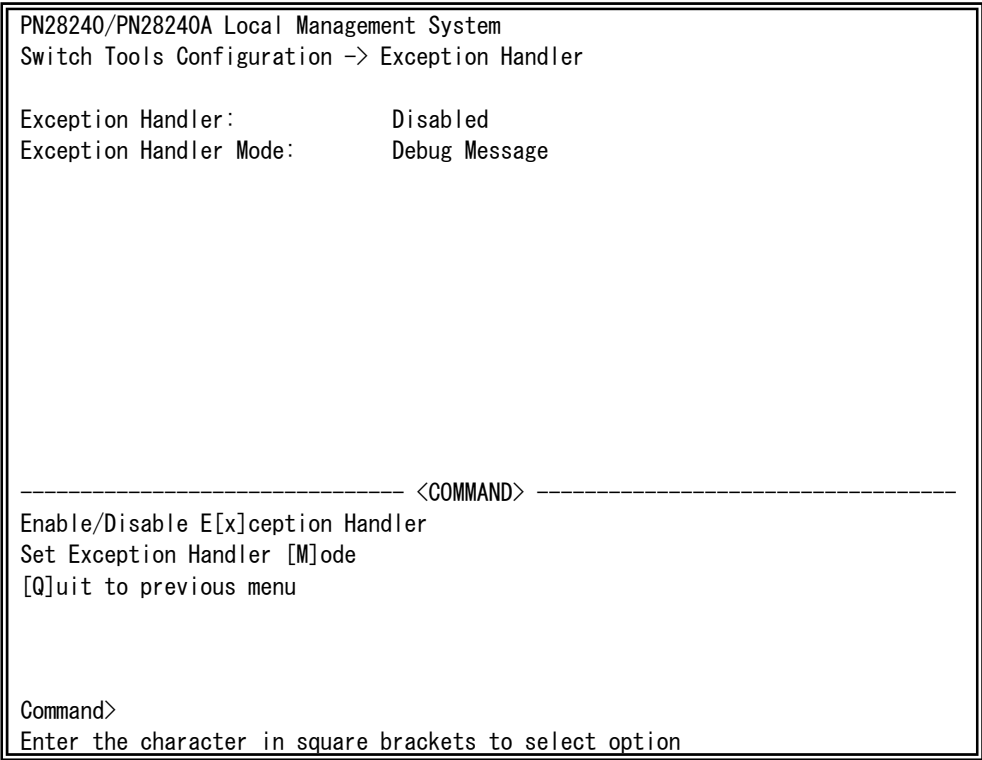 PN28240/PN28240A Local Management System
Switch Tools Configuration -> Exception Handler
Exception Handler: Disabled
Exception Handler Mode: Debug Message
-------------------------------- <COMMAND> -----------------------------------
Enable/Disable E[x]ception Handler
Set Exception Handler [M]ode
[Q]uit to previous menu
Command>
Enter the character in square brackets to select option